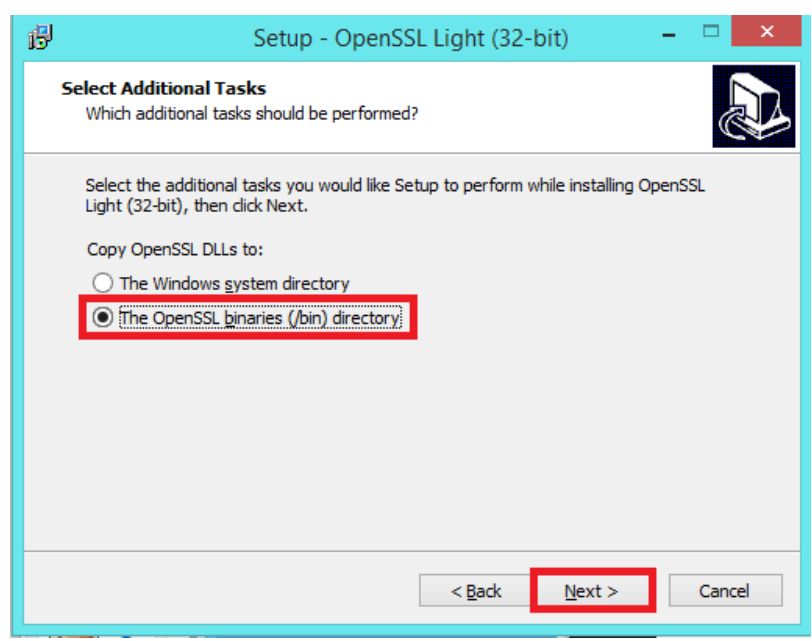 Setup - OpenSSL Light (32-bit)
Select Additional Tasks
Which additional tasks should be performed?
Select the additional tasks you would like Setup to perform while installing OpenSSL
Light (32-bit), then click Next.
Copy OpenSSL DLLs to:
The Windows system directory
The OpenSSL binaries (/bin) directory
< Back
Next >
Cancel